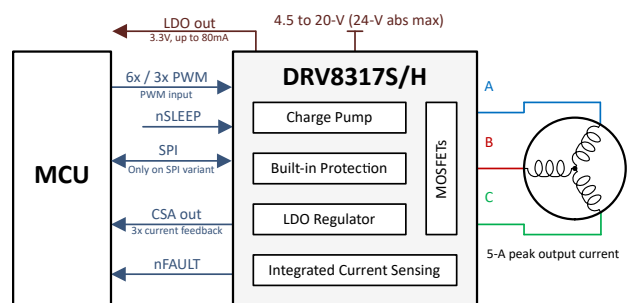 LDO out
3.3V, up to 80mA
4.5 to 20-V (24-V abs max)
MCU
6x / 3x PWM
PWM input
nSLEEP
SPI
Only on SPI variant
CSA out
3x current feedback
nFAULT
DRV8317S/H
Charge Pump
Built-in Protection
LDO Regulator
Integrated Current Sensing
MOSFETs
A
B
C
5-A peak output current